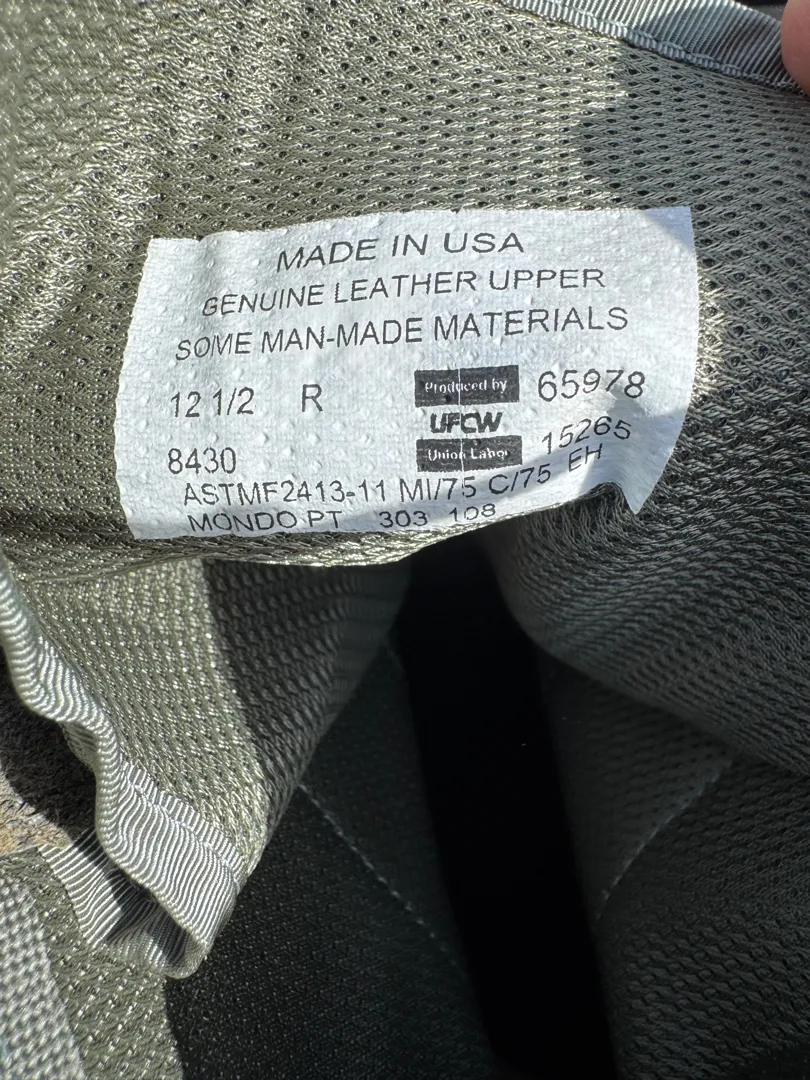 MADE IN USA
GENUINE LEATHER UPPER
SOME MAN-MADE MATERIALS
12 1/2 R Produced by 65978
UFCW
8430 Union Labor 15265
ASTMF2413-11 MI/75 C/75 EH
MONDO PT 303 108